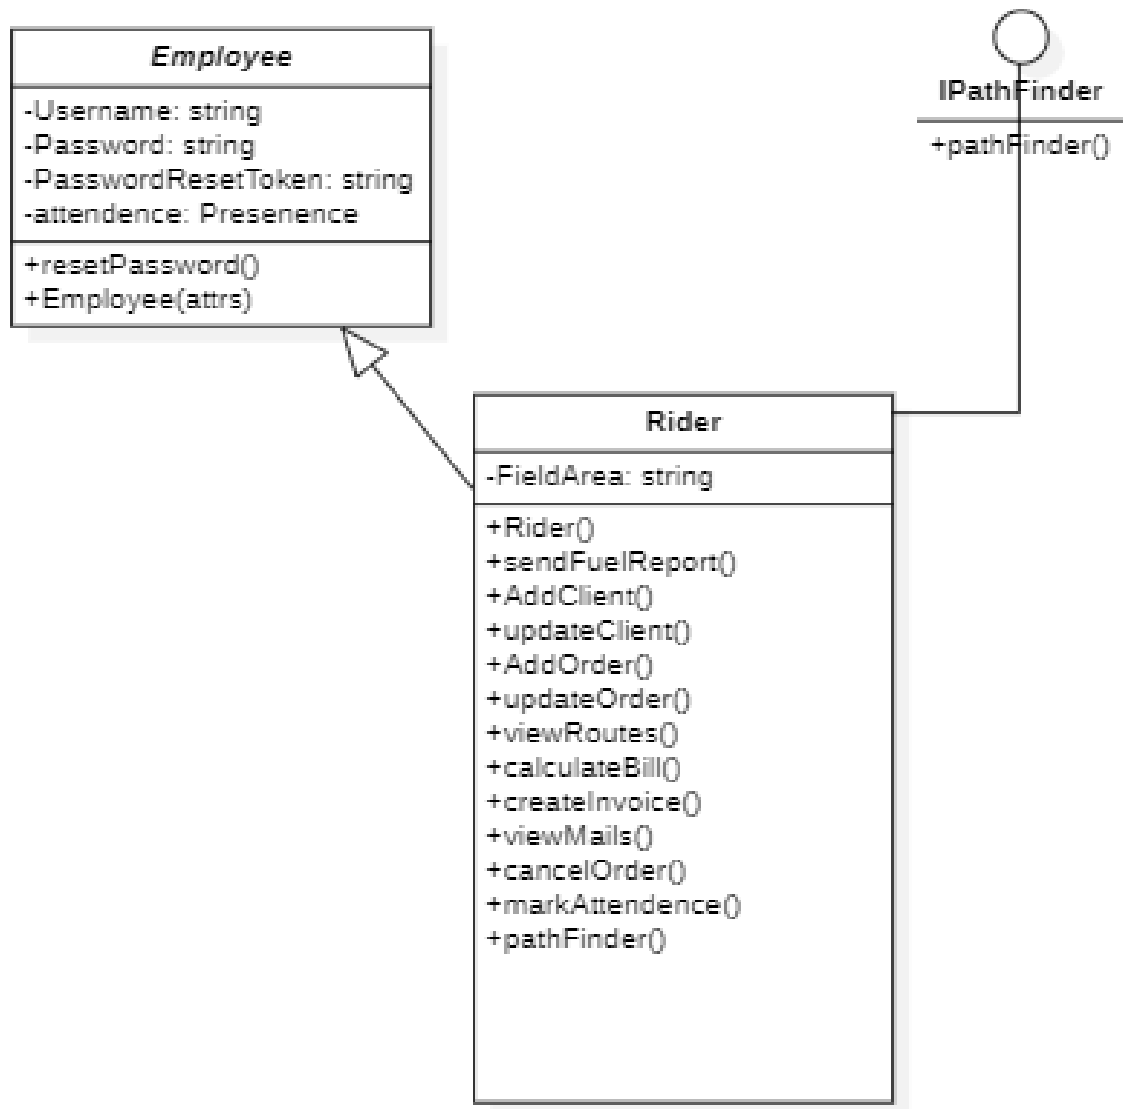 Employee
-Username: string
-Password: string
-PasswordResetToken: string
-attendence: Presenence
+resetPassword()
+Employee(attrs)
IPathFinder
+pathFinder()
Rider
-FieldArea: string
+Rider()
+sendFuelReport()
+AddClient()
+updateClient()
+AddOrder()
+updateOrder()
+viewRoutes()
+calculateBill()
+createInvoice()
+viewMails()
+cancelOrder()
+markAttendence()
+pathFinder()